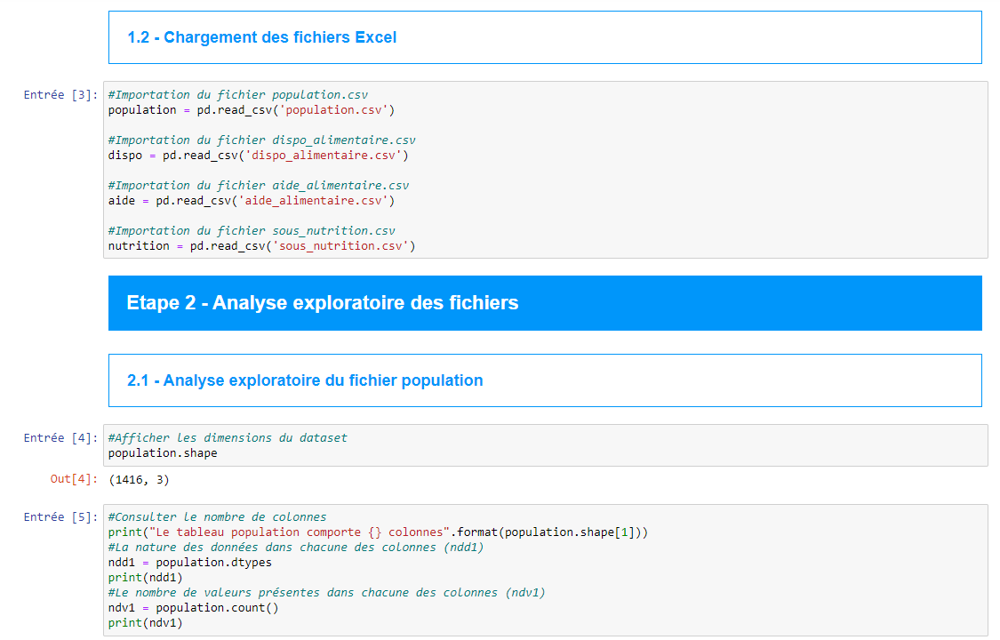 1.2 - Chargement des fichiers Excel
Entrée [3]: #Importation du fichier population.csv
population = pd.read_csv('population.csv')
#Importation du fichier dispo_alimentaire.csv
dispo = pd.read_csv('dispo_alimentaire.csv')
#Importation du fichier aide_alimentaire.csv
aide = pd.read_csv('aide_alimentaire.csv')
#Importation du fichier sous_nutrition.csv
nutrition = pd.read_csv('sous_nutrition.csv')
Etape 2 - Analyse exploratoire des fichiers
2.1 - Analyse exploratoire du fichier population
Entrée [4]: #Afficher les dimensions du dataset
population.shape
Out[4]: (1416, 3)
Entrée [5]: #Consulter le nombre de colonnes
print("Le tableau population comporte {} colonnes".format(population.shape[1]))
#La nature des données dans chacune des colonnes (ndd1)
ndd1 = population.dtypes
print(ndd1)
#Le nombre de valeurs présentes dans chacune des colonnes (ndv1)
ndv1 = population.count()
print(ndv1)